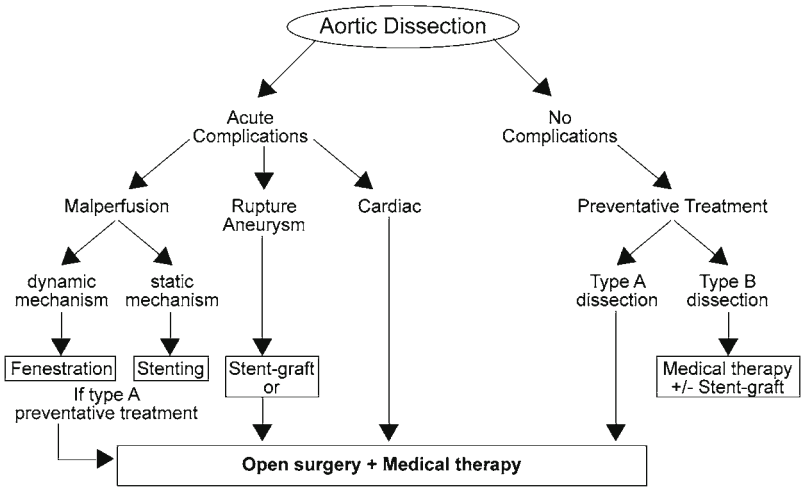 Aortic Dissection
Acute
Complications
No
Complications
Malperfusion
Rupture
Aneurysm
Cardiac
Preventative Treatment
dynamic
mechanism
static
mechanism
Type A
dissection
Type B
dissection
Fenestration
Stenting
Stent-graft
or
Medical therapy
+/- Stent-graft
If type A
preventative treatment
Open surgery + Medical therapy